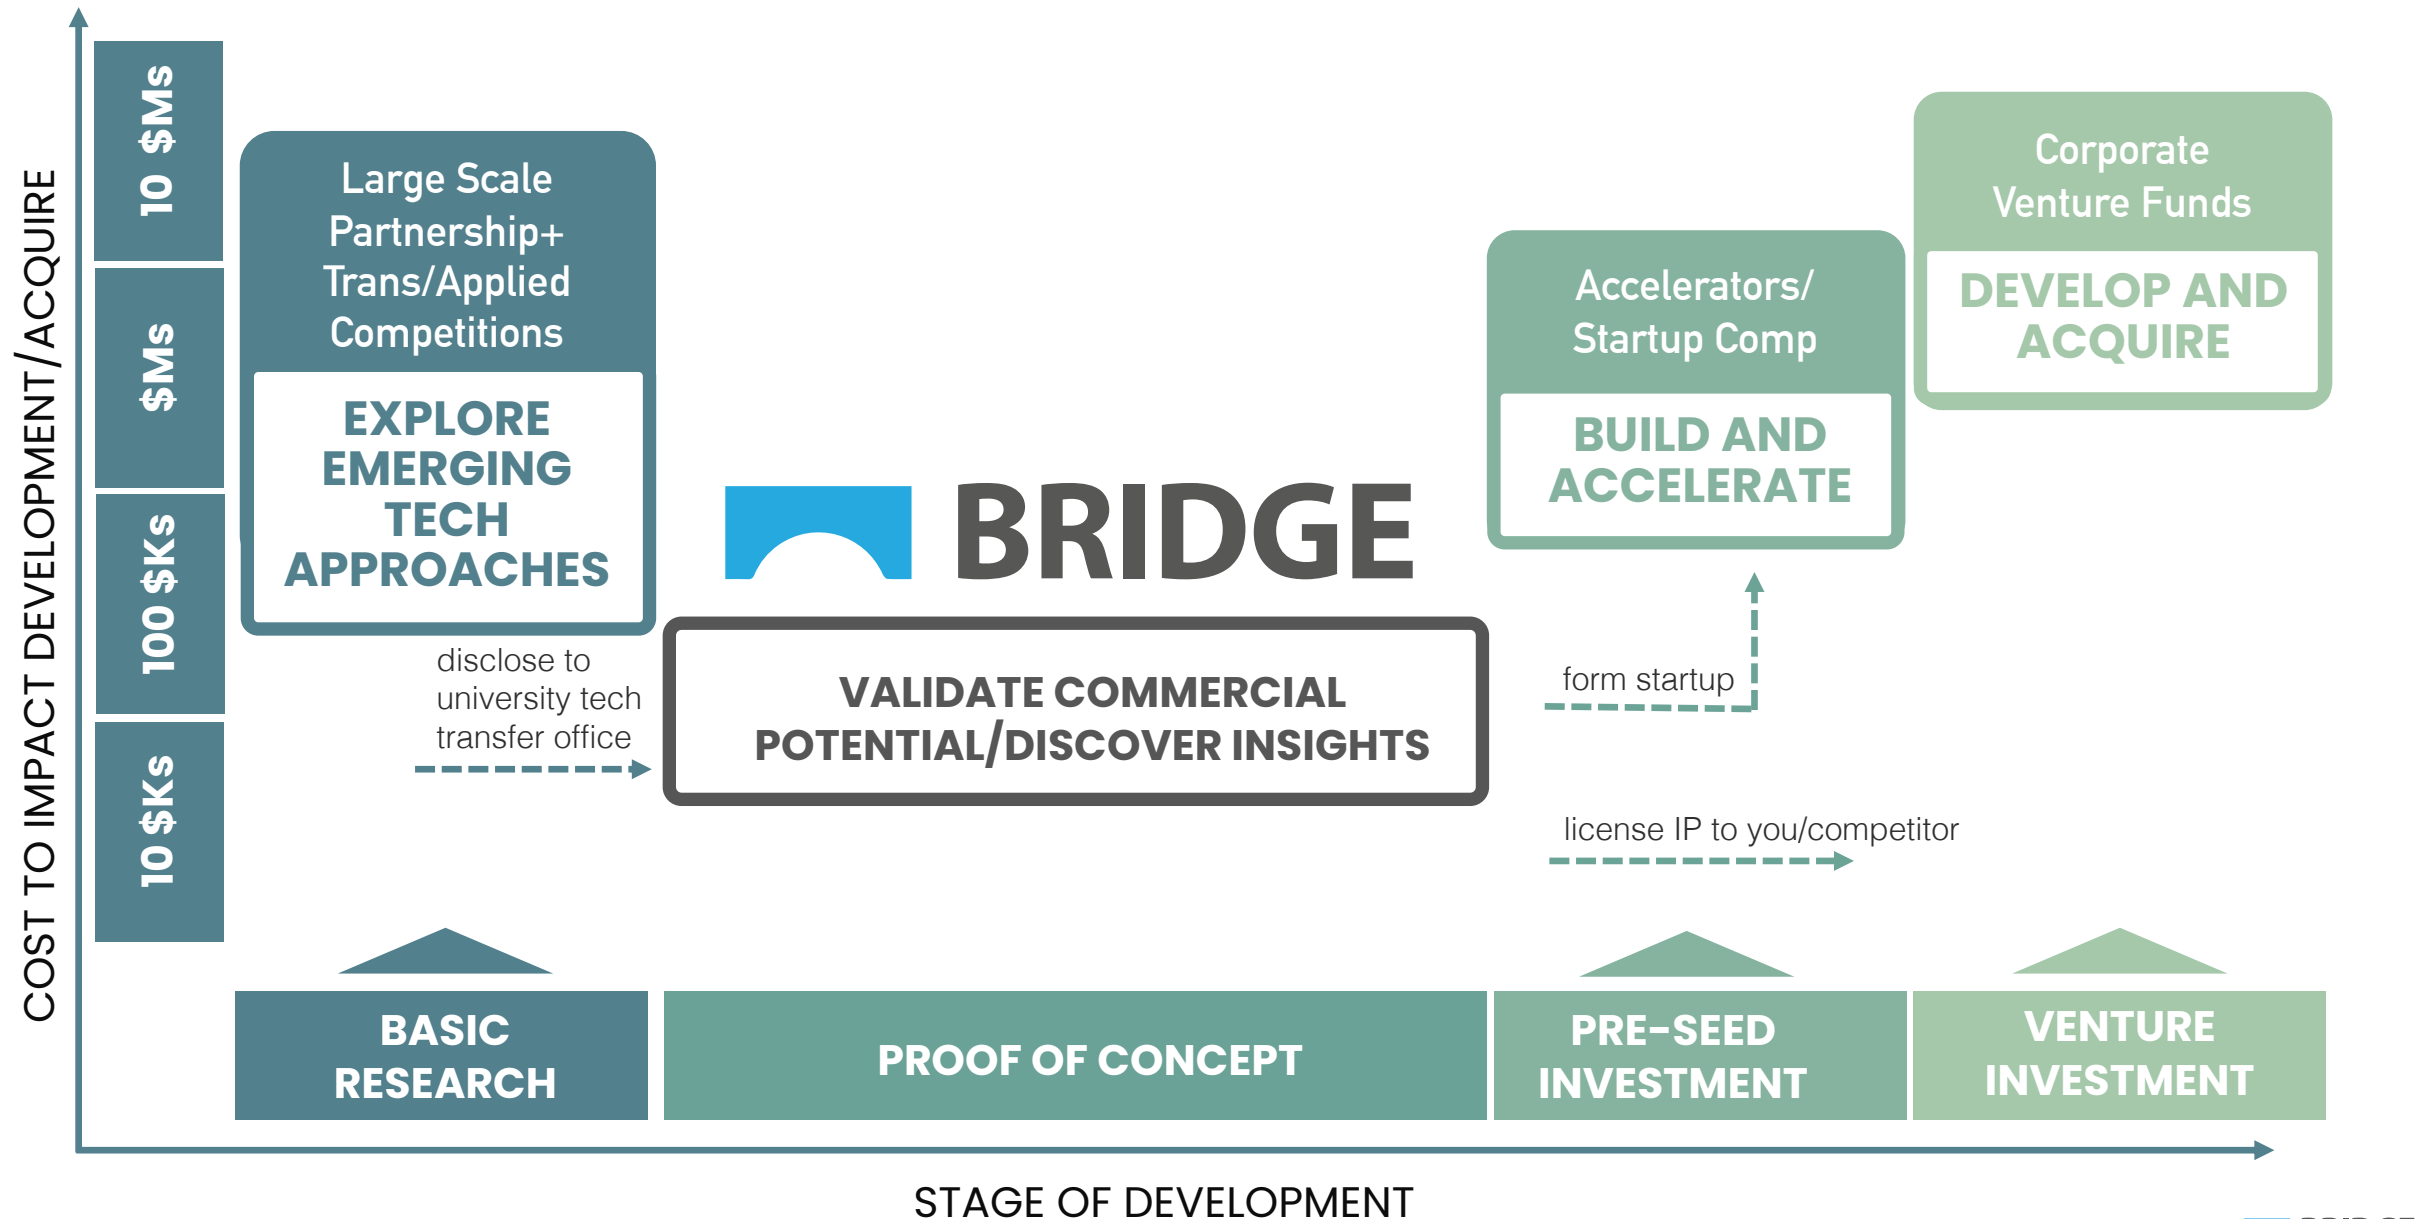 COST TO IMPACT DEVELOPMENT/ACQUIRE
10 $Ms
$Ms
100 $Ks
10 $Ks
Large Scale
Partnership+
Trans/Applied
Competitions
EXPLORE
EMERGING
TECH
APPROACHES
disclose to
university tech
transfer office
BRIDGE
VALIDATE COMMERCIAL
POTENTIAL/DISCOVER INSIGHTS
Accelerators/
Startup Comp
BUILD AND
ACCELERATE
form startup
license IP to you/competitor
Corporate
Venture Funds
DEVELOP AND
ACQUIRE
BASIC
RESEARCH
PROOF OF CONCEPT
PRE-SEED
INVESTMENT
VENTURE
INVESTMENT
STAGE OF DEVELOPMENT